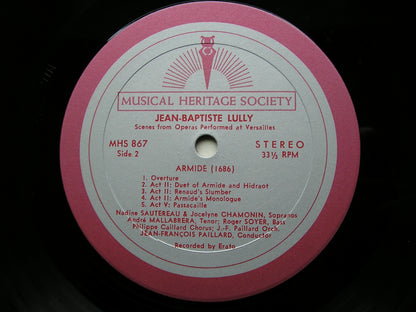 MUSICAL HERITAGE SOCIETY
JEAN-BAPTISTE LULLY
Scenes from Operas Performed at Versailles
MHS 867
Side 2
STEREO
33⅓ RPM
ARMIDE (1686)
1. Overture
2. Act II: Duet of Armide and Hidraot
3. Act II: Renaud's Slumber
4. Act II: Armide's Monologue
5. Act V: Passacaille
Nadine SAUTEREAU & Jocelyne CHAMONIN, Sopranos
André MALLABRERA, Tenor; Roger SOYER, Bass
Philippe Caillard Chorus; J.-F. Paillard Orch.
JEAN-FRANÇOIS PAILLARD, Conductor
Recorded by Erato